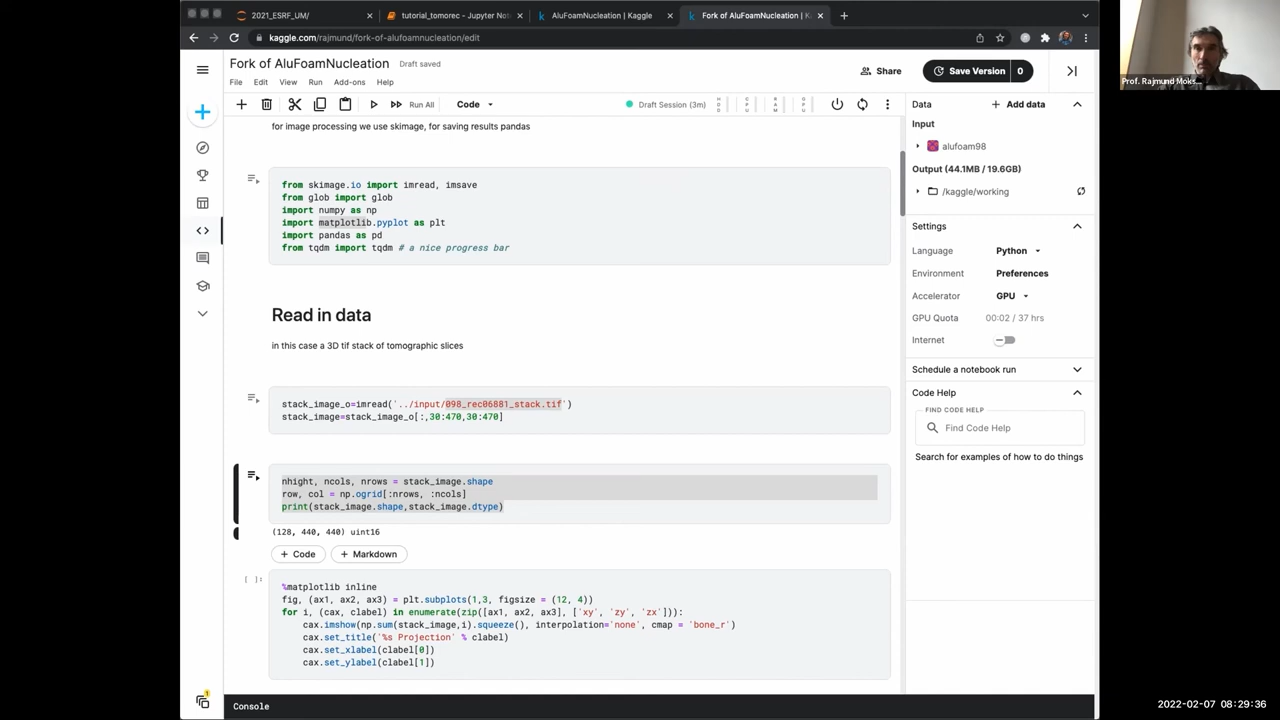 2021_ESRF_UM/
tutorial_tomorec - Jupyter Not
AluFoamNucleation | Kaggle
Fork of AluFoamNucleation | K
kaggle.com/rajmund/fork-of-alufoamnucleation/edit
Prof. Rajmund Moks...
Fork of AluFoamNucleation
Draft saved
File Edit View Run Add-ons Help
Share
Save Version 0
Run All
Code
Draft Session (3m)
for image processing we use skimage, for saving results pandas
from skimage.io import imread, imsave
from glob import glob
import numpy as np
import matplotlib.pyplot as plt
import pandas as pd
from tqdm import tqdm # a nice progress bar
Read in data
in this case a 3D tif stack of tomographic slices
stack_image_o=imread('../input/098_rec06881_stack.tif')
stack_image=stack_image_o[:,30:470,30:470]
nhight, ncols, nrows = stack_image.shape
row, col = np.ogrid[:nrows, :ncols]
print(stack_image.shape,stack_image.dtype)
(128, 440, 440) uint16
+ Code
+ Markdown
[ ]:
%matplotlib inline
fig, (ax1, ax2, ax3) = plt.subplots(1,3, figsize = (12, 4))
for i, (cax, clabel) in enumerate(zip([ax1, ax2, ax3], ['xy', 'zy', 'zx'])):
cax.imshow(np.sum(stack_image,i).squeeze(), interpolation='none', cmap = 'bone_r')
cax.set_title('%s Projection' % clabel)
cax.set_xlabel(clabel[0])
cax.set_ylabel(clabel[1])
Console
Data
+ Add data
Input
alufoam98
Output (44.1MB / 19.6GB)
/kaggle/working
Settings
Language Python
Environment Preferences
Accelerator GPU
GPU Quota 00:02 / 37 hrs
Internet
Schedule a notebook run
Code Help
FIND CODE HELP
Find Code Help
Search for examples of how to do things
1
2022-02-07 08:29:36